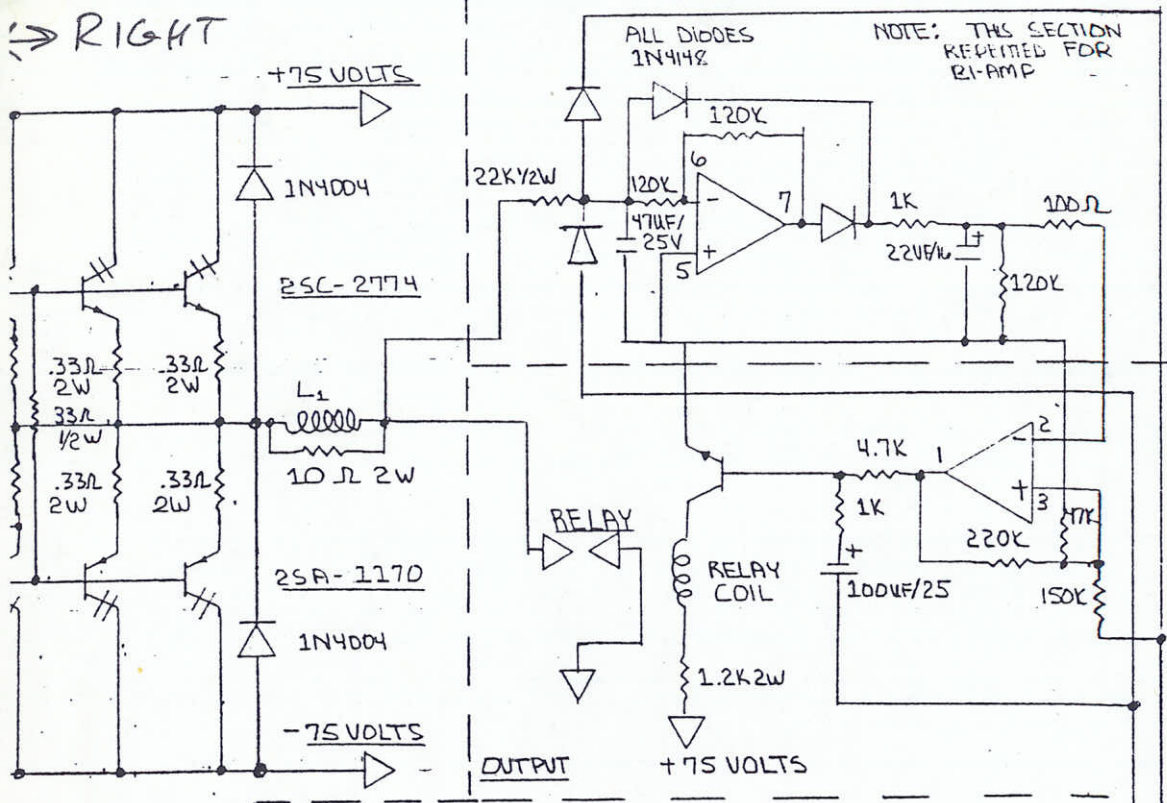 RIGHT
+75 VOLTS
1N4004
2SC-2774
.33Ω
2W
.33Ω
2W
33Ω
1/2W
L1
10 Ω 2W
.33Ω
2W
.33Ω
2W
2SA-1170
1N4004
-75 VOLTS
ALL DIODES
1N4148
NOTE: THIS SECTION
REPEATED FOR
BI-AMP
22K 1/2W
120K
120K
6
7
5
-
+
47UF/
25V
1K
100Ω
22UF/16
+
120K
4.7K
1
2
-
+
3
1K
+
100UF/25
220K
47K
150K
RELAY
RELAY
COIL
1.2K 2W
+75 VOLTS
OUTPUT